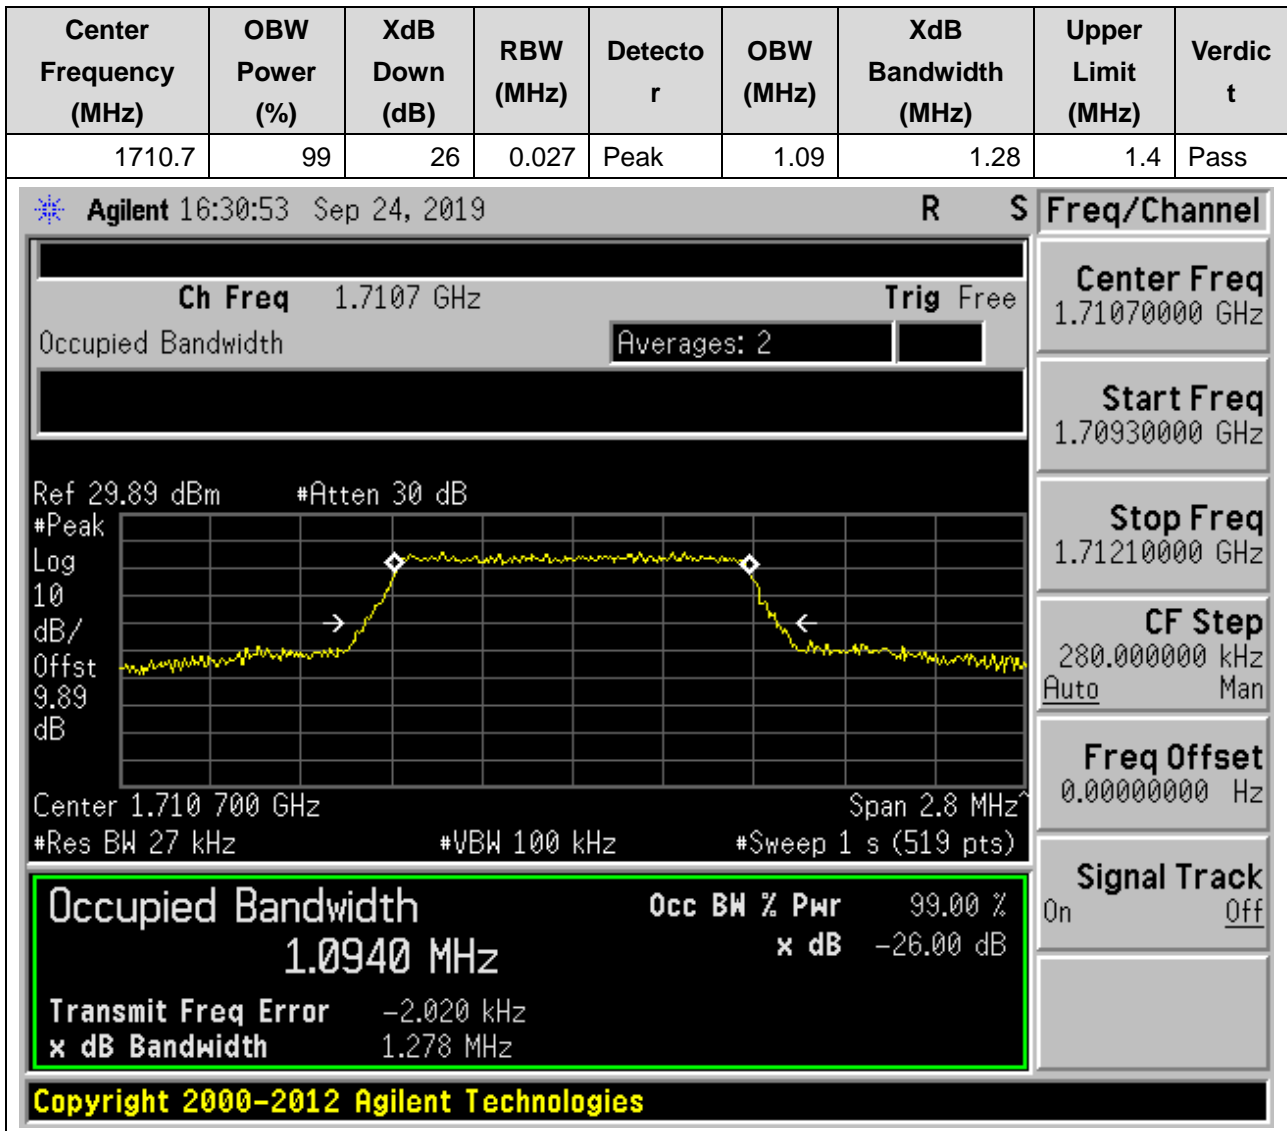 Center Frequency (MHz) OBW Power (%) XdB Down (dB) RBW (MHz) Detecto r OBW (MHz) XdB Bandwidth (MHz) Upper Limit (MHz) Verdic t
1710.7 99 26 0.027 Peak 1.09 1.28 1.4 Pass
Agilent 16:30:53 Sep 24, 2019 R S
Ch Freq 1.7107 GHz Trig Free
Occupied Bandwidth Averages: 2
Ref 29.89 dBm #Atten 30 dB
#Peak
Log
10
dB/
Offst
9.89
dB
Center 1.710 700 GHz Span 2.8 MHz^
#Res BW 27 kHz #VBW 100 kHz #Sweep 1 s (519 pts)
Occupied Bandwidth Occ BW % Pwr 99.00 %
1.0940 MHz x dB -26.00 dB
Transmit Freq Error -2.020 kHz
x dB Bandwidth 1.278 MHz
Copyright 2000-2012 Agilent Technologies
Freq/Channel
Center Freq
1.71070000 GHz
Start Freq
1.70930000 GHz
Stop Freq
1.71210000 GHz
CF Step
280.000000 kHz
Auto Man
Freq Offset
0.00000000 Hz
Signal Track
On Off